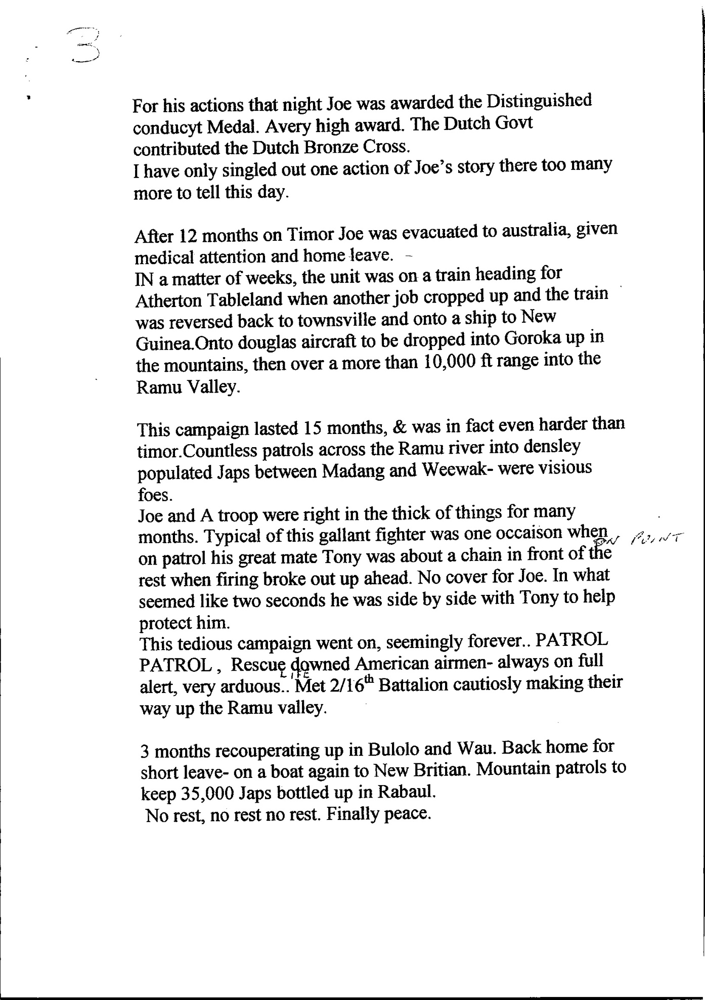 3
For his actions that night Joe was awarded the Distinguished
conducyt Medal. Avery high award. The Dutch Govt
contributed the Dutch Bronze Cross.
I have only singled out one action of Joe's story there too many
more to tell this day.
After 12 months on Timor Joe was evacuated to australia, given
medical attention and home leave. -
IN a matter of weeks, the unit was on a train heading for
Atherton Tableland when another job cropped up and the train
was reversed back to townsville and onto a ship to New
Guinea.Onto douglas aircraft to be dropped into Goroka up in
the mountains, then over a more than 10,000 ft range into the
Ramu Valley.
This campaign lasted 15 months, & was in fact even harder than
timor.Countless patrols across the Ramu river into densley
populated Japs between Madang and Weewak- were visious
foes.
Joe and A troop were right in the thick of things for many
months. Typical of this gallant fighter was one occaison when
ON POINT
on patrol his great mate Tony was about a chain in front of the
rest when firing broke out up ahead. No cover for Joe. In what
seemed like two seconds he was side by side with Tony to help
protect him.
This tedious campaign went on, seemingly forever.. PATROL
PATROL , Rescue downed American airmen- always on full
LIFE
alert, very arduous.. Met 2/16th Battalion cautiosly making their
way up the Ramu valley.
3 months recouperating up in Bulolo and Wau. Back home for
short leave- on a boat again to New Britian. Mountain patrols to
keep 35,000 Japs bottled up in Rabaul.
No rest, no rest no rest. Finally peace.